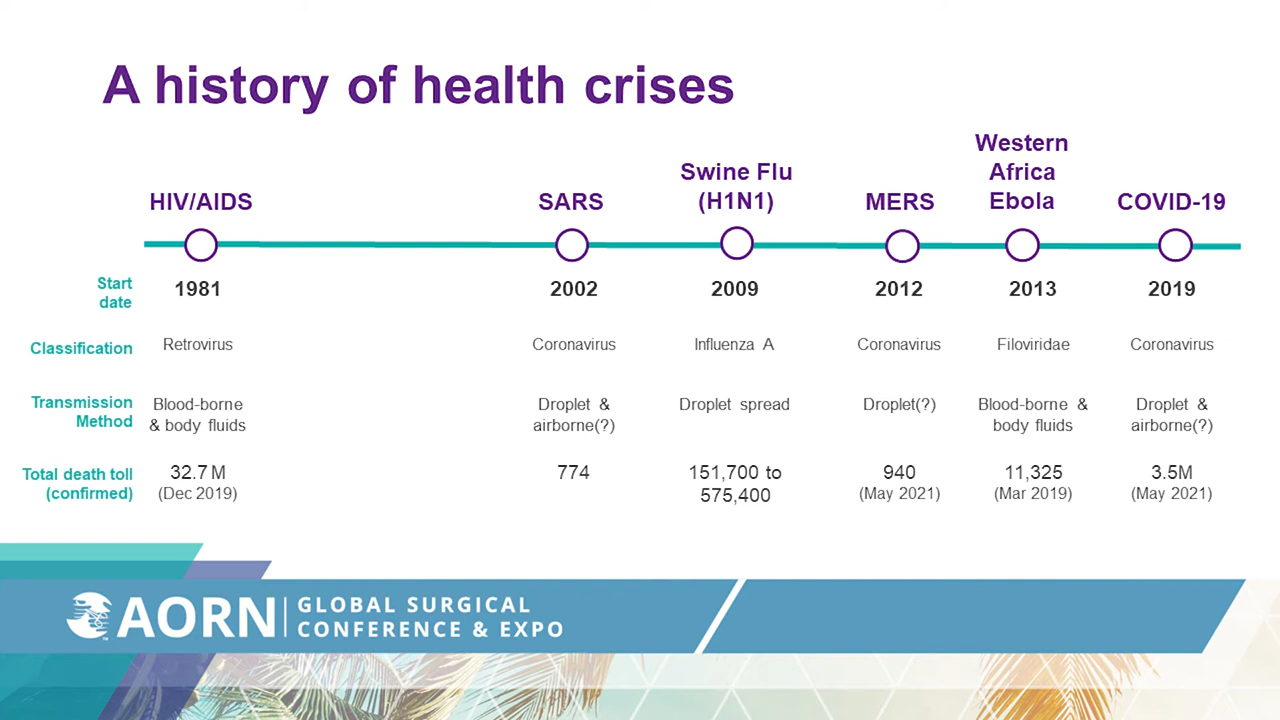 A history of health crises
Western
Africa
Ebola
Swine Flu
(H1N1)
HIV/AIDS
SARS
MERS
COVID-19
Start
date
1981
2002
2009
2012
2013
2019
Classification
Retrovirus
Coronavirus
Influenza A
Coronavirus
Filoviridae
Coronavirus
Transmission
Method
Blood-borne
& body fluids
Droplet &
airborne(?)
Droplet spread
Droplet(?)
Blood-borne &
body fluids
Droplet &
airborne(?)
Total death toll
(confirmed)
32.7 M
(Dec 2019)
774
151,700 to
575,400
940
(May 2021)
11,325
(Mar 2019)
3.5M
(May 2021)
AORN
GLOBAL SURGICAL
CONFERENCE & EXPO